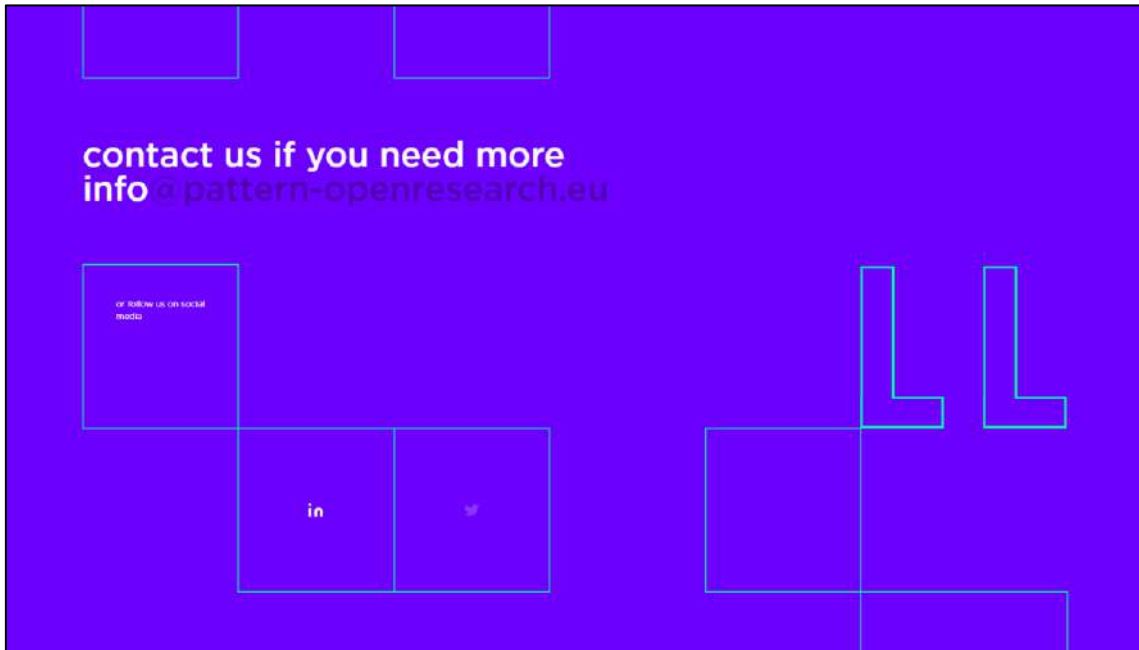 contact us if you need more
info@pattern-openresearch.eu
or follow us on social
media
in